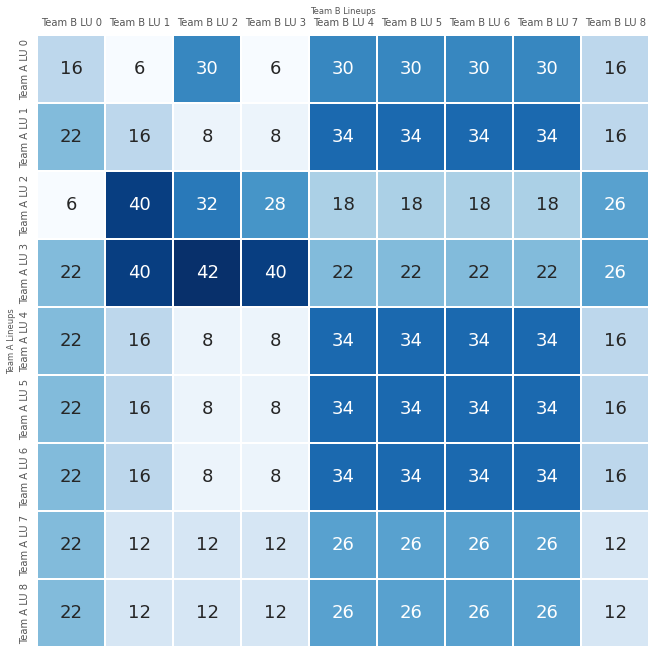 Team B Lineups
Team B LU 0 Team B LU 1 Team B LU 2 Team B LU 3 Team B LU 4 Team B LU 5 Team B LU 6 Team B LU 7 Team B LU 8
Team A Lineups
Team A LU 0 16 6 30 6 30 30 30 30 16
Team A LU 1 22 16 8 8 34 34 34 34 16
Team A LU 2 6 40 32 28 18 18 18 18 26
Team A LU 3 22 40 42 40 22 22 22 22 26
Team A LU 4 22 16 8 8 34 34 34 34 16
Team A LU 5 22 16 8 8 34 34 34 34 16
Team A LU 6 22 16 8 8 34 34 34 34 16
Team A LU 7 22 12 12 12 26 26 26 26 12
Team A LU 8 22 12 12 12 26 26 26 26 12